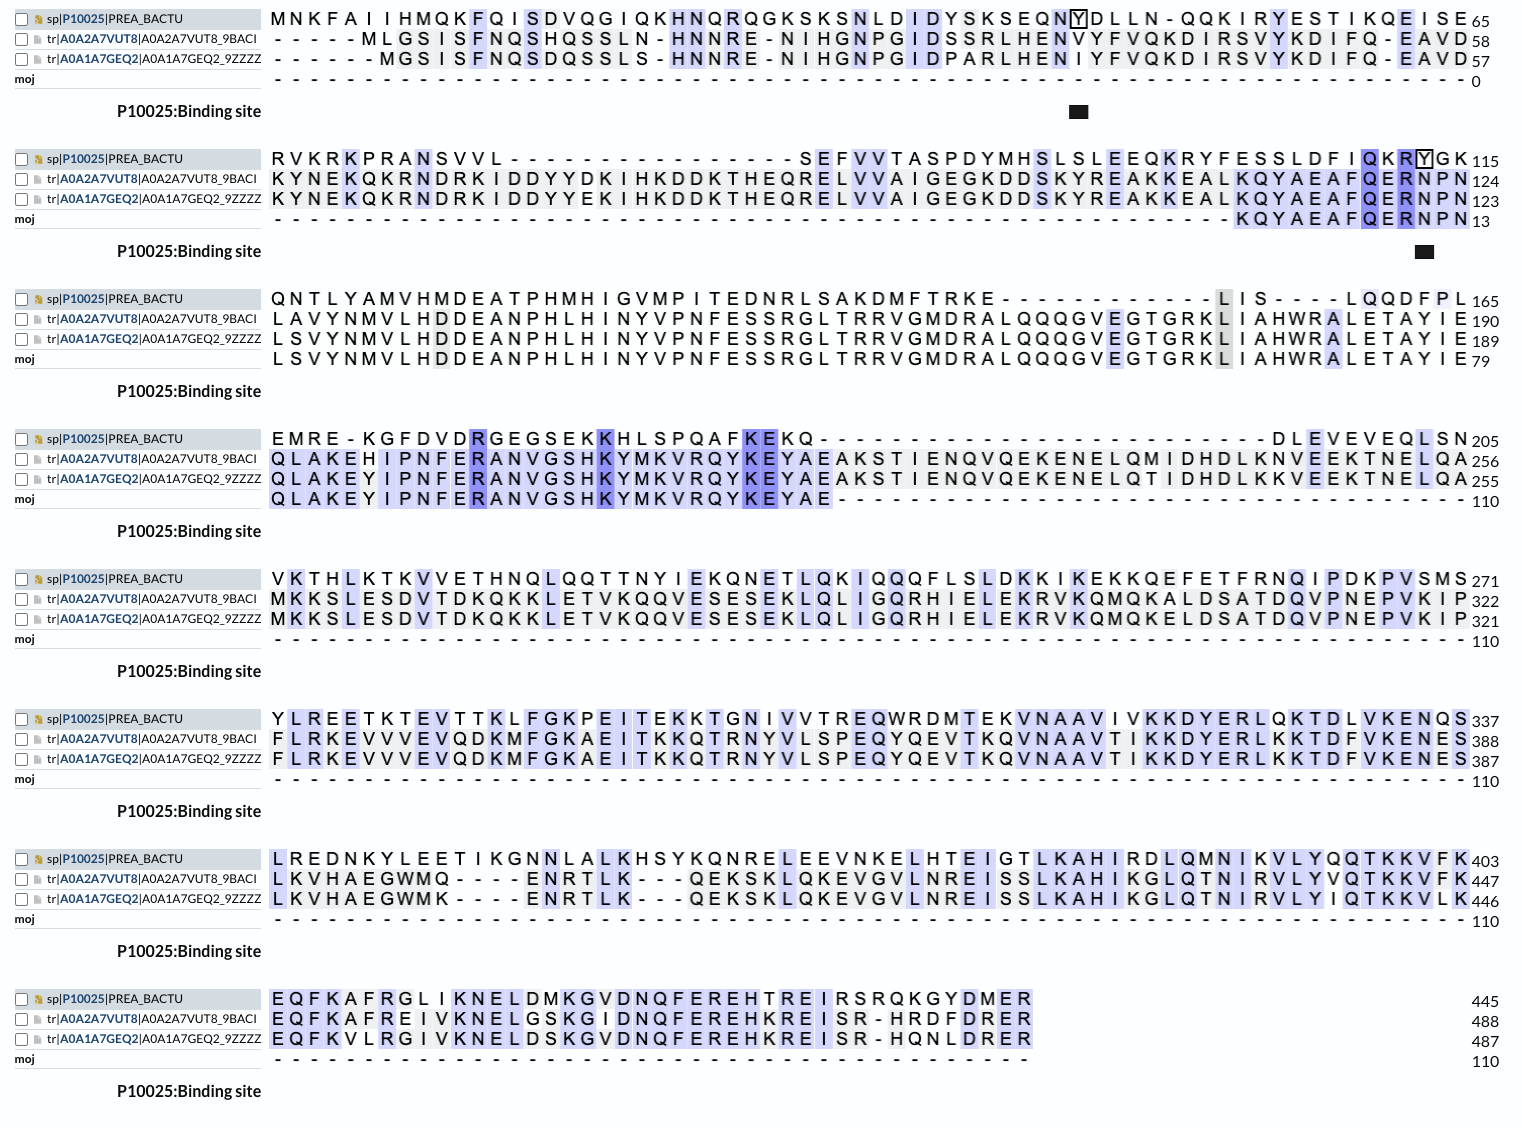 sp|P10025|PREA_BACTU MNKFAIIHMQKFQISDVQGIQKHNQRQGKSKSNLDIDYSKSEQNYDLLN-QQKIRYESTIKQEISE 65
tr|A0A2A7VUT8|A0A2A7VUT8_9BACI -----MLGSISFNQSHQSSLN-HNNRE-NIHGNPGIDSSRLHENVYFVQKDIRSVYKDIFQ-EAVD 58
tr|A0A1A7GEQ2|A0A1A7GEQ2_9ZZZZ ------MGSISFNQSDQSSLS-HNNRE-NIHGNPGIDPARLHENIYFVQKDIRSVYKDIFQ-EAVD 57
moj ------------------------------------------------------------------ 0
P10025:Binding site
sp|P10025|PREA_BACTU RVKRKPRANSVVL----------------SEFVVTASPDYMHSLSLEEQKRYFESSLDFIQKRYGK 115
tr|A0A2A7VUT8|A0A2A7VUT8_9BACI KYNEKQKRNDRKIDDYYDKIHKDDKTHEQRELVVAIGEGKDDSKYREAKKEALKQYAEAFQERNPN 124
tr|A0A1A7GEQ2|A0A1A7GEQ2_9ZZZZ KYNEKQKRNDRKIDDYYEKIHKDDKTHEQRELVVAIGEGKDDSKYREAKKEALKQYAEAFQERNPN 123
moj -----------------------------------------------------KQYAEAFQERNPN 13
P10025:Binding site
sp|P10025|PREA_BACTU QNTLYAMVHMDEATPHMHIGVMPITEDNRLSAKDMFTRKE------------LIS----LQQDFPL 165
tr|A0A2A7VUT8|A0A2A7VUT8_9BACI LAVYNMVLHDDEANPHLHINYVPNFESSRGLTRRVGMDRALQQQGVEGTGRKLIAHWRALETAYIE 190
tr|A0A1A7GEQ2|A0A1A7GEQ2_9ZZZZ LSVYNMVLHDDEANPHLHINYVPNFESSRGLTRRVGMDRALQQQGVEGTGRKLIAHWRALETAYIE 189
moj LSVYNMVLHDDEANPHLHINYVPNFESSRGLTRRVGMDRALQQQGVEGTGRKLIAHWRALETAYIE 79
P10025:Binding site
sp|P10025|PREA_BACTU EMRE-KGFDVDRGEGSEKKHLSPQAFKEKQ-------------------------DLEVEVEQLSN 205
tr|A0A2A7VUT8|A0A2A7VUT8_9BACI QLAKEHIPNFERANVGSHKYMKVRQYKEYAEAKSTIENQVQEKENELQMIDHDLKNVEEKTNELQA 256
tr|A0A1A7GEQ2|A0A1A7GEQ2_9ZZZZ QLAKEYIPNFERANVGSHKYMKVRQYKEYAEAKSTIENQVQEKENELQTIDHDLKKVEEKTNELQA 255
moj QLAKEYIPNFERANVGSHKYMKVRQYKEYAE----------------------------------- 110
P10025:Binding site
sp|P10025|PREA_BACTU VKTHLKTKVVETHNQLQQTTNYIEKQNETLQKIQQQFLSLDKKIKEKKQEFETFRNQIPDKPVSMS 271
tr|A0A2A7VUT8|A0A2A7VUT8_9BACI MKKSLESDVTDKQKKLETVKQQVESESEKLQLIGQRHIELEKRVKQMQKALDSATDQVPNEPVKIP 322
tr|A0A1A7GEQ2|A0A1A7GEQ2_9ZZZZ MKKSLESDVTDKQKKLETVKQQVESESEKLQLIGQRHIELEKRVKQMQKELDSATDQVPNEPVKIP 321
moj ------------------------------------------------------------------ 110
P10025:Binding site
sp|P10025|PREA_BACTU YLREETKTEVTTKLFGKPEITEKKTGNIVVTREQWRDMTEKVNAAVIVKKDYERLQKTDLVKENQS 337
tr|A0A2A7VUT8|A0A2A7VUT8_9BACI FLRKEVVVEVQDKMFGKAEITKKQTRNYVLSPEQYQEVTKQVNAAVTIKKDYERLKKTDFVKENES 388
tr|A0A1A7GEQ2|A0A1A7GEQ2_9ZZZZ FLRKEVVVEVQDKMFGKAEITKKQTRNYVLSPEQYQEVTKQVNAAVTIKKDYERLKKTDFVKENES 387
moj ------------------------------------------------------------------ 110
P10025:Binding site
sp|P10025|PREA_BACTU LREDNKYLEETIKGNNLALKHSYKQNRELEEVNKELHTEIGTLKAHIRDLQMNIKVLYQQTKKVFK 403
tr|A0A2A7VUT8|A0A2A7VUT8_9BACI LKVHAEGWMQ----ENRTLK---QEKSKLQKEVGVLNREISSLKAHIKGLQTNIRVLYVQTKKVFK 447
tr|A0A1A7GEQ2|A0A1A7GEQ2_9ZZZZ LKVHAEGWMK----ENRTLK---QEKSKLQKEVGVLNREISSLKAHIKGLQTNIRVLYIQTKKVLK 446
moj ------------------------------------------------------------------ 110
P10025:Binding site
sp|P10025|PREA_BACTU EQFKAFRGLIKNELDMKGVDNQFEREHTREIRSRQKGYDMER 445
tr|A0A2A7VUT8|A0A2A7VUT8_9BACI EQFKAFREIVKNELGSKGIDNQFEREHKREISR-HRDFDRER 488
tr|A0A1A7GEQ2|A0A1A7GEQ2_9ZZZZ EQFKVLRGIVKNELDSKGVDNQFEREHKREISR-HQNLDRER 487
moj ------------------------------------------ 110
P10025:Binding site